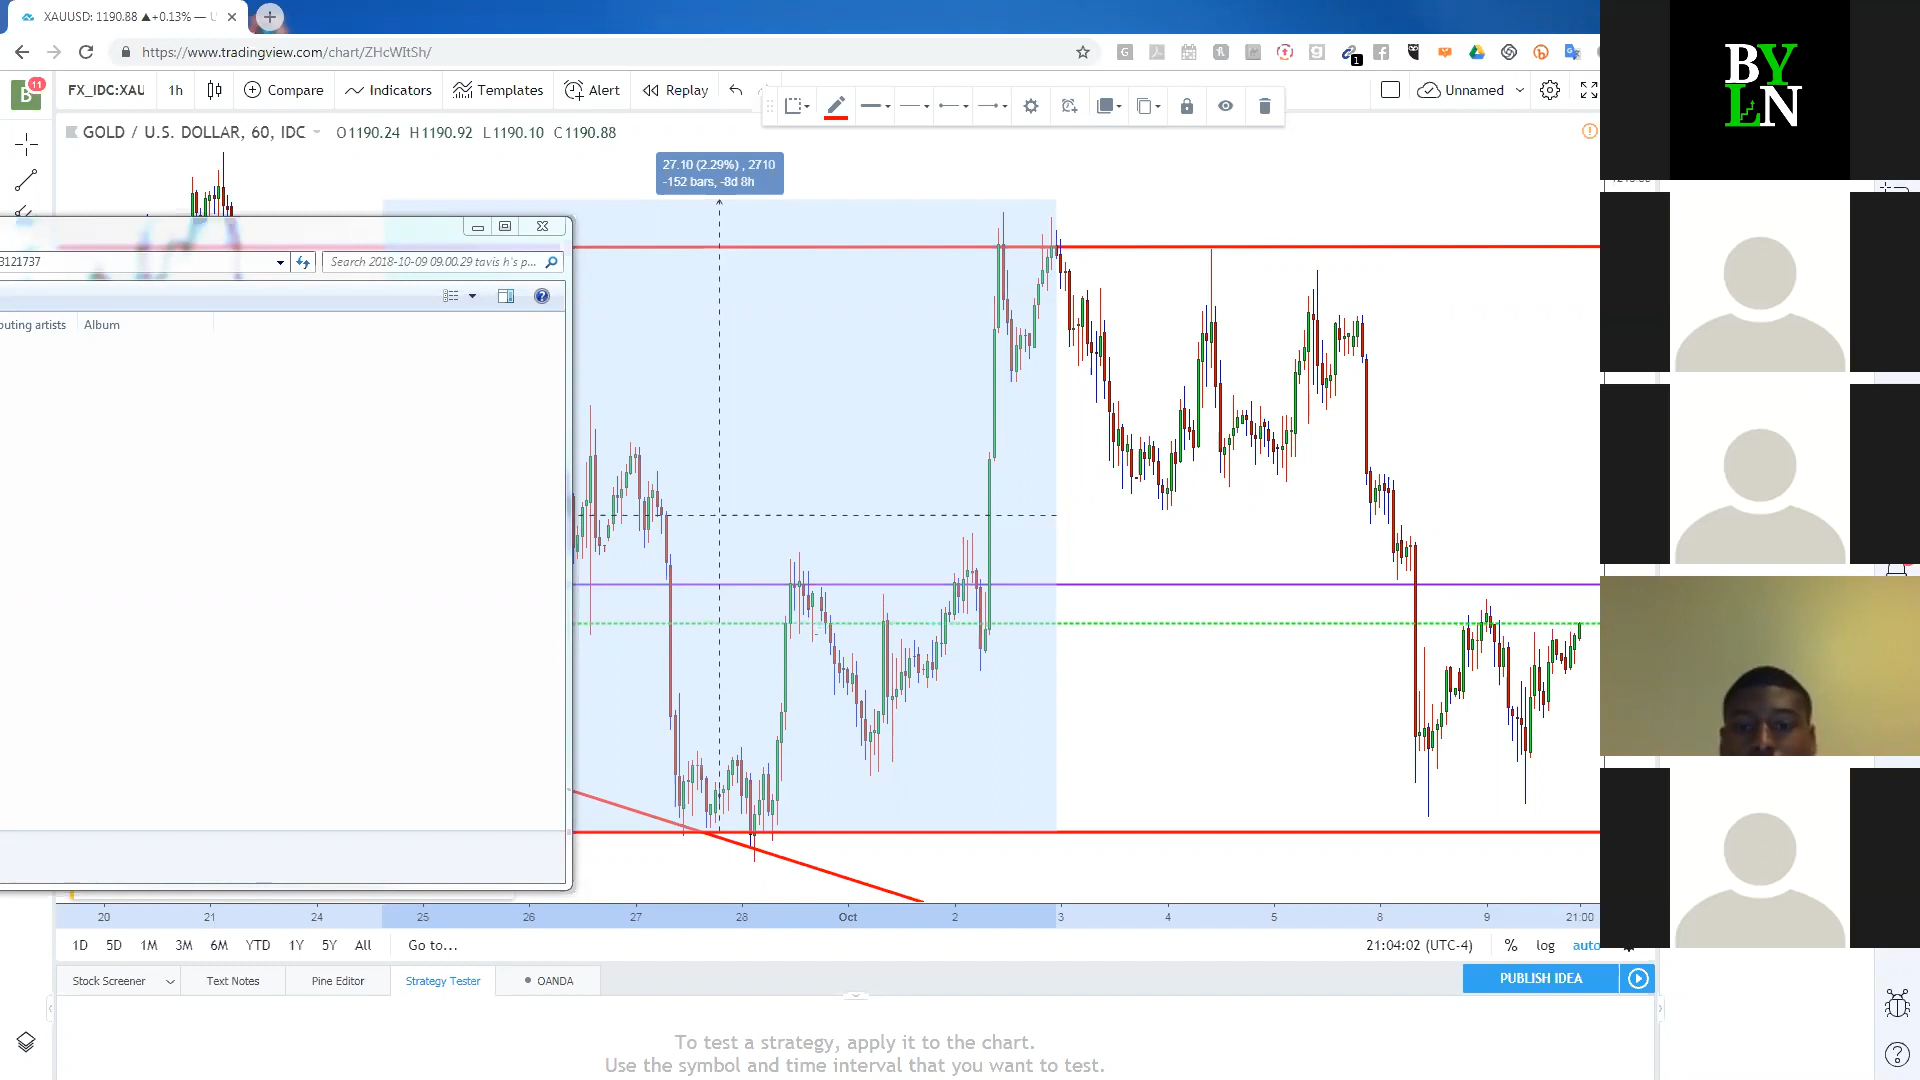 XAUUSD: 1190.88 ▲+0.13% — U
https://www.tradingview.com/chart/ZHcWItSh/
1
B
11
FX_IDC:XAU
1h
Compare
Indicators
Templates
Alert
Replay
Unnamed
GOLD / U.S. DOLLAR, 60, IDC
O1190.24 H1190.92 L1190.10 C1190.88
27.10 (2.29%) , 2710
-152 bars, -8d 8h
3121737
Search 2018-10-09 09.00.29 tavis h's p...
buting artists
Album
BY
LN
20 21 24 25 26 27 28 Oct 2 3 4 5 8 9 21:00
1D 5D 1M 3M 6M YTD 1Y 5Y All Go to...
21:04:02 (UTC-4) % log auto
Stock Screener
Text Notes
Pine Editor
Strategy Tester
OANDA
PUBLISH IDEA
To test a strategy, apply it to the chart.
Use the symbol and time interval that you want to test.